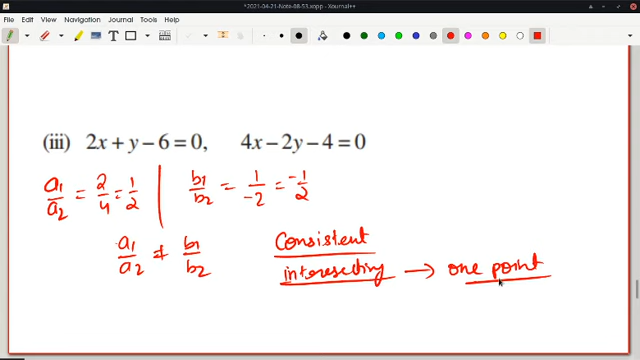 *2021-04-21-Note-08-53.xopp - Journal++
File Edit View Navigation Journal Tools Help
(iii) 2x + y – 6 = 0, 4x – 2y – 4 = 0
a1/a2 = 2/4 = 1/2 | b1/b2 = 1/-2 = -1/2
a1/a2 ≠ b1/b2 Consistent
interesecting → one point